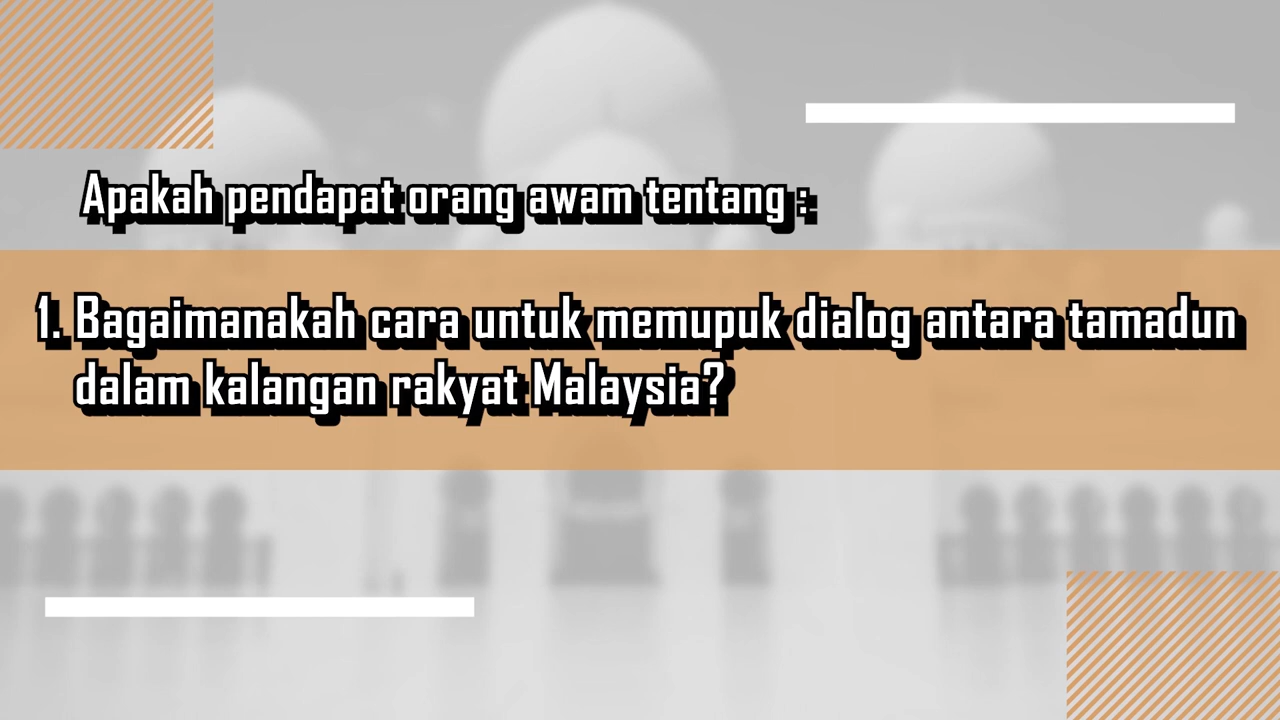 Apakah pendapat orang awam tentang :
1. Bagaimanakah cara untuk memupuk dialog antara tamadun
dalam kalangan rakyat Malaysia?